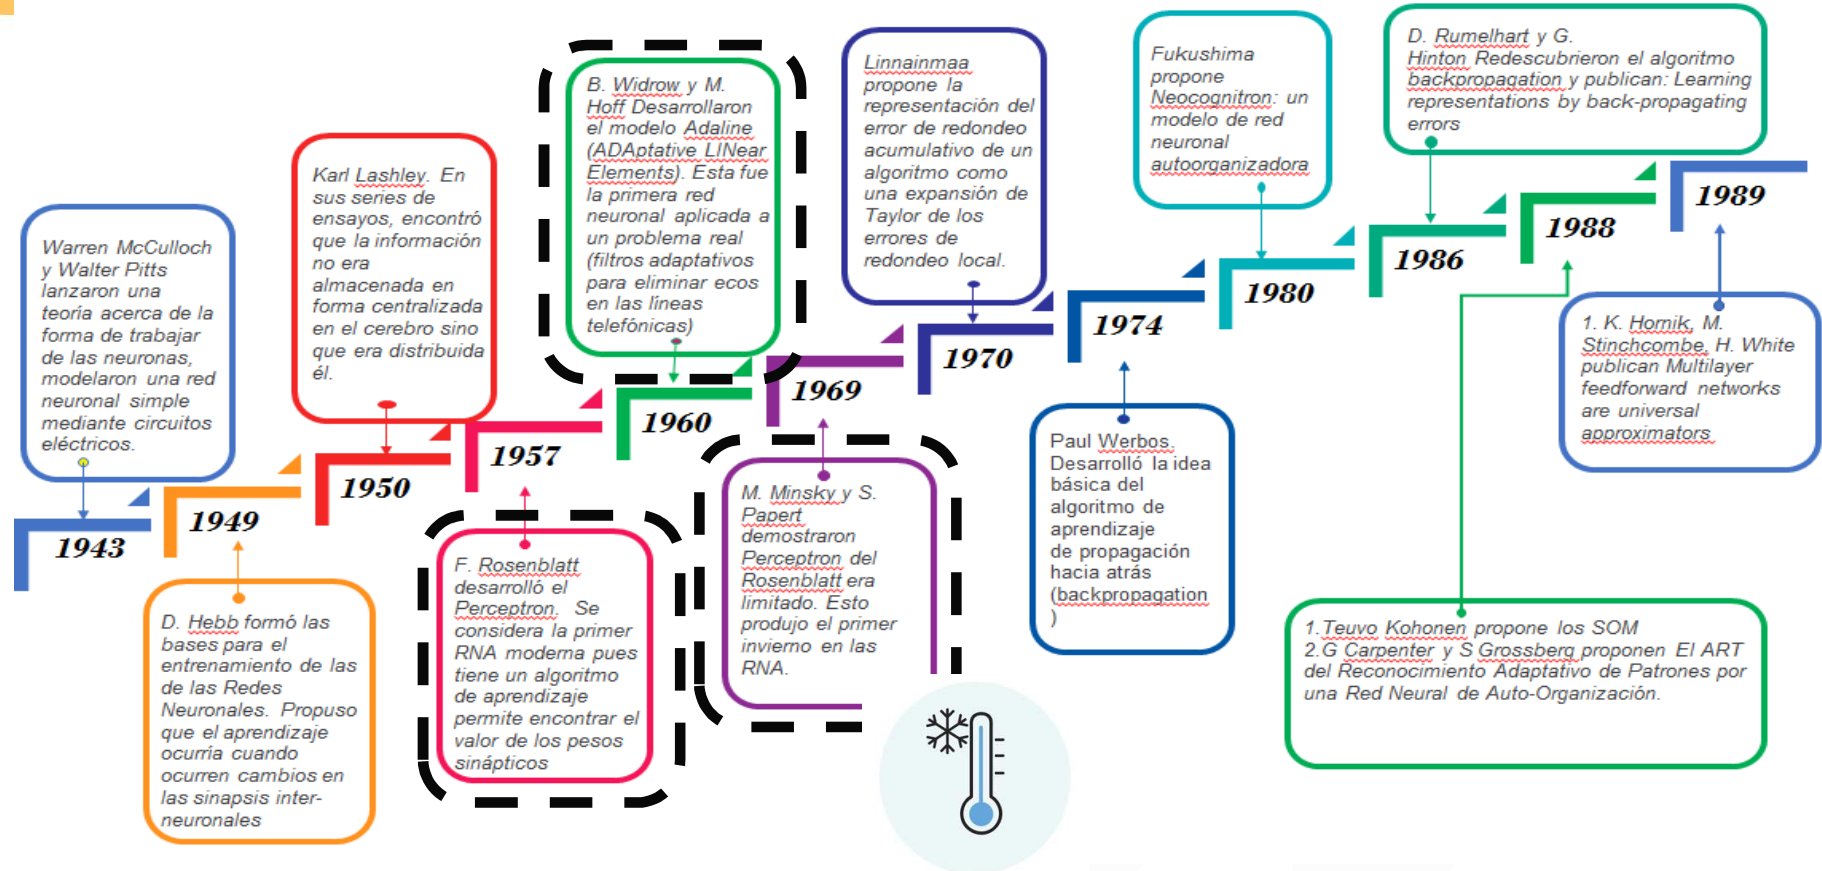 Warren McCulloch
y Walter Pitts
lanzaron una
teoría acerca de la
forma de trabajar
de las neuronas,
modelaron una red
neuronal simple
mediante circuitos
eléctricos.
1943
1949
D. Hebb formó las
bases para el
entrenamiento de las
de las Redes
Neuronales. Propuso
que el aprendizaje
ocurría cuando
ocurren cambios en
las sinapsis inter-
neuronales
Karl Lashley. En
sus series de
ensayos, encontró
que la información
no era
almacenada en
forma centralizada
en el cerebro sino
que era distribuida
él.
1950
1957
F. Rosenblatt
desarrolló el
Perceptron. Se
considera la primer
RNA moderna pues
tiene un algoritmo
de aprendizaje
permite encontrar el
valor de los pesos
sinápticos
B. Widrow y M.
Hoff Desarrollaron
el modelo Adaline
(ADAptative LINear
Elements). Esta fue
la primera red
neuronal aplicada a
un problema real
(filtros adaptativos
para eliminar ecos
en las líneas
telefónicas)
1960
1969
M. Minsky y S.
Papert
demostraron
Perceptron del
Rosenblatt era
limitado. Esto
produjo el primer
invierno en las
RNA.
Linnainmaa
propone la
representación del
error de redondeo
acumulativo de un
algoritmo como
una expansión de
Taylor de los
errores de
redondeo local.
1970
1974
Paul Werbos.
Desarrolló la idea
básica del
algoritmo de
aprendizaje
de propagación
hacia atrás
(backpropagation
)
Fukushima
propone
Neocognitron: un
modelo de red
neuronal
autoorganizadora
1980
D. Rumelhart y G.
Hinton Redescubrieron el algoritmo
backpropagation y publican: Learning
representations by back-propagating
errors
1986
1988
1.Teuvo Kohonen propone los SOM
2.G Carpenter y S Grossberg proponen El ART
del Reconocimiento Adaptativo de Patrones por
una Red Neural de Auto-Organización.
1989
1. K. Hornik, M.
Stinchcombe, H. White
publican Multilayer
feedforward networks
are universal
approximators